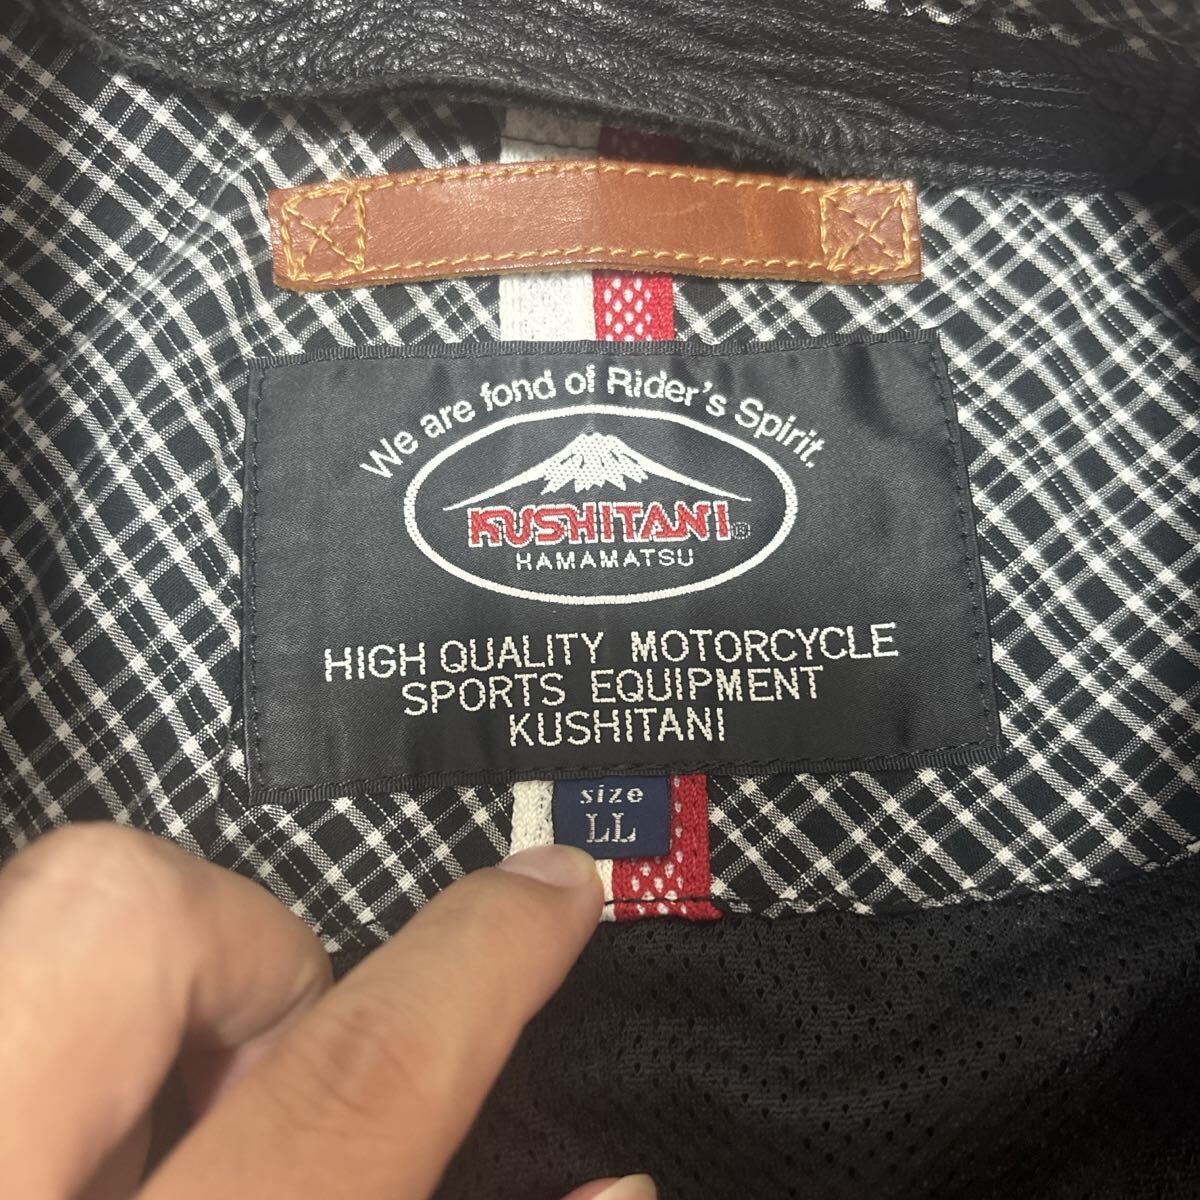 We are fond of Rider's Spirit.
KUSHITANI®
HAMAMATSU
HIGH QUALITY MOTORCYCLE
SPORTS EQUIPMENT
KUSHITANI
size
LL